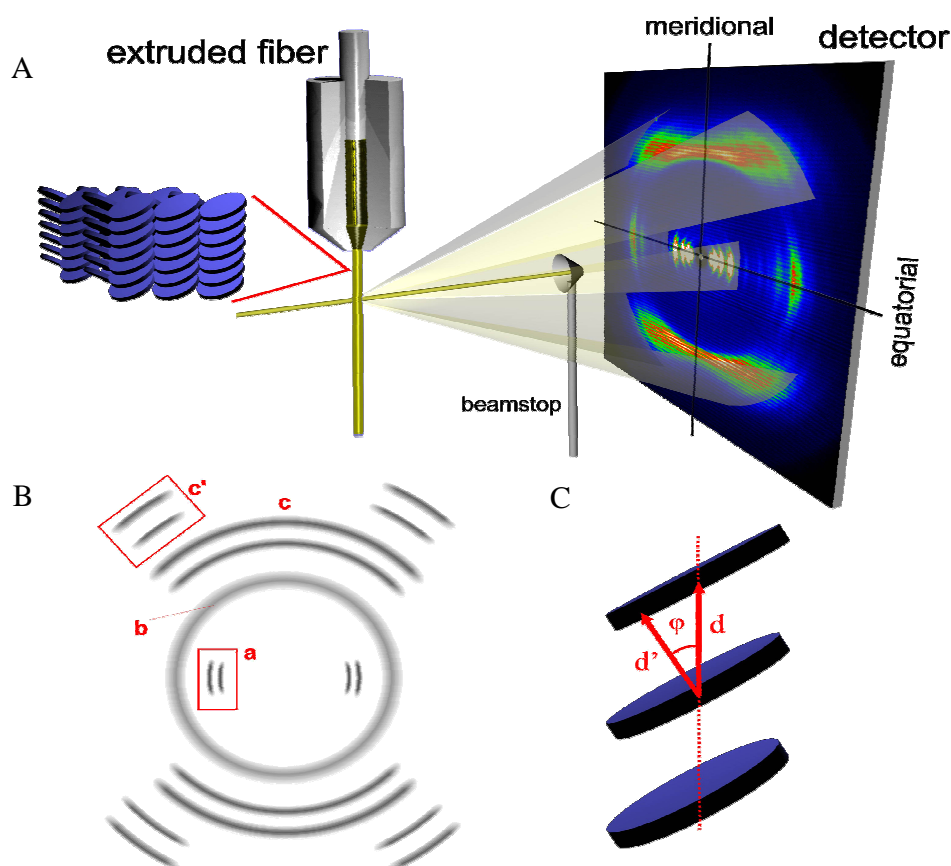 A
extruded fiber
meridional
detector
equatorial
beamstop
B
c'
c
b
a
C
φ
d
d'